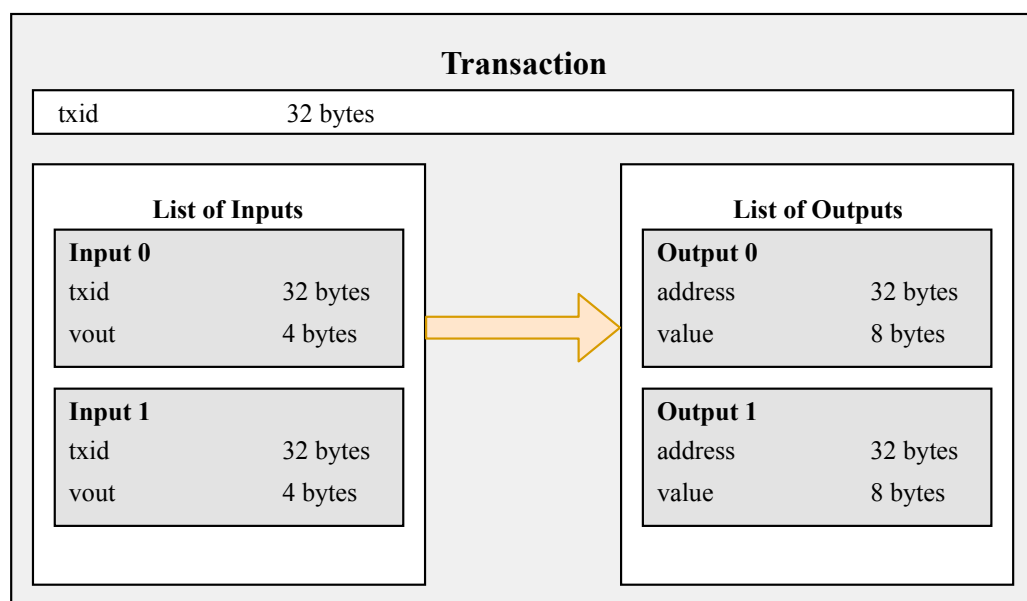 Transaction
txid 32 bytes
List of Inputs
Input 0
txid 32 bytes
vout 4 bytes
Input 1
txid 32 bytes
vout 4 bytes
List of Outputs
Output 0
address 32 bytes
value 8 bytes
Output 1
address 32 bytes
value 8 bytes